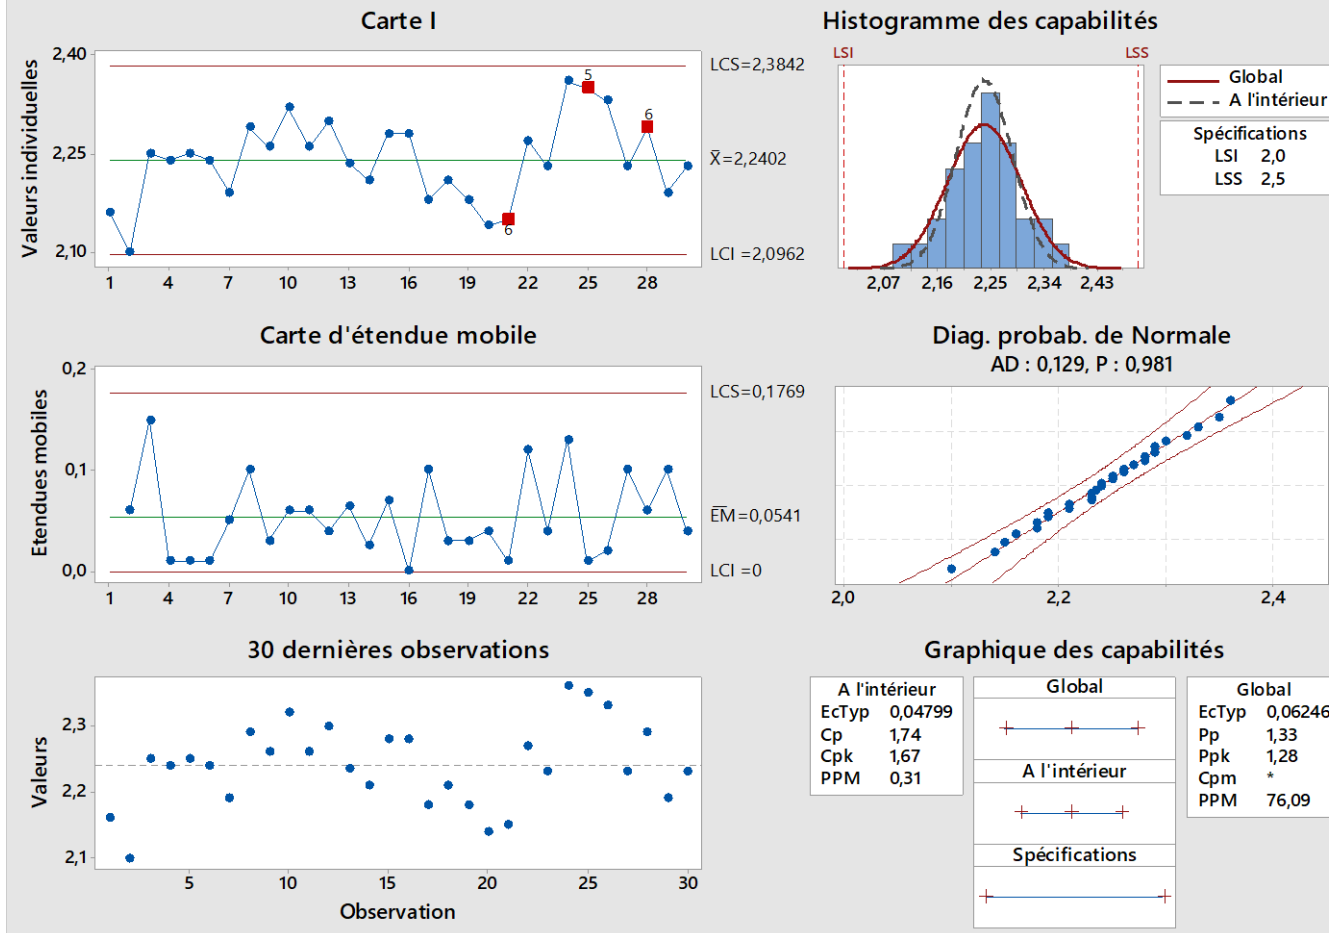 Carte I
Valeurs individuelles
2,40
2,25
2,10
5
6
6
LCS=2,3842
X̄=2,2402
LCI =2,0962
1 4 7 10 13 16 19 22 25 28
Histogramme des capabilités
LSI LSS
Global
A l'intérieur
Spécifications
LSI 2,0
LSS 2,5
2,07 2,16 2,25 2,34 2,43
Carte d'étendue mobile
Etendues mobiles
0,2
0,1
0,0
LCS=0,1769
E̅M̅=0,0541
LCI =0
1 4 7 10 13 16 19 22 25 28
Diag. probab. de Normale
AD : 0,129, P : 0,981
2,0 2,2 2,4
30 dernières observations
Valeurs
2,3
2,2
2,1
5 10 15 20 25 30
Observation
Graphique des capabilités
A l'intérieur
EcTyp 0,04799
Cp 1,74
Cpk 1,67
PPM 0,31
Global
A l'intérieur
Spécifications
Global
EcTyp 0,06246
Pp 1,33
Ppk 1,28
Cpm *
PPM 76,09